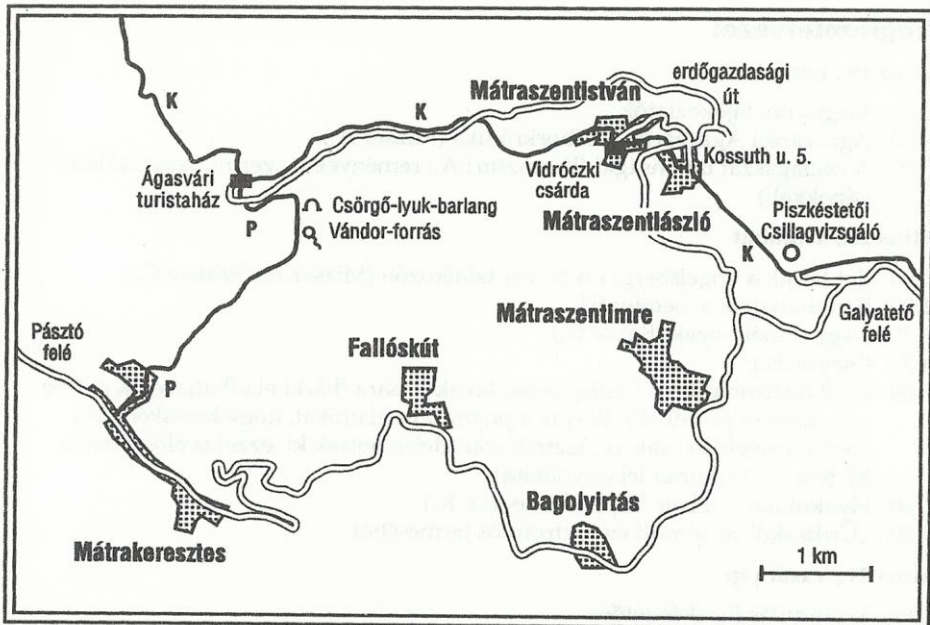 Mátraszentistván
erdőgazdasági
út
K
K
Vidróczki
csárda
Kossuth u. 5.
Ágasvári
turistaház
P
Csörgő-lyuk-barlang
Vándor-forrás
Mátraszentlászló
Piszkéstetői
Csillagvizsgáló
K
Pásztó
felé
Fallóskút
Mátraszentimre
Galyatető
felé
P
Bagolyirtás
Mátrakeresztes
1 km